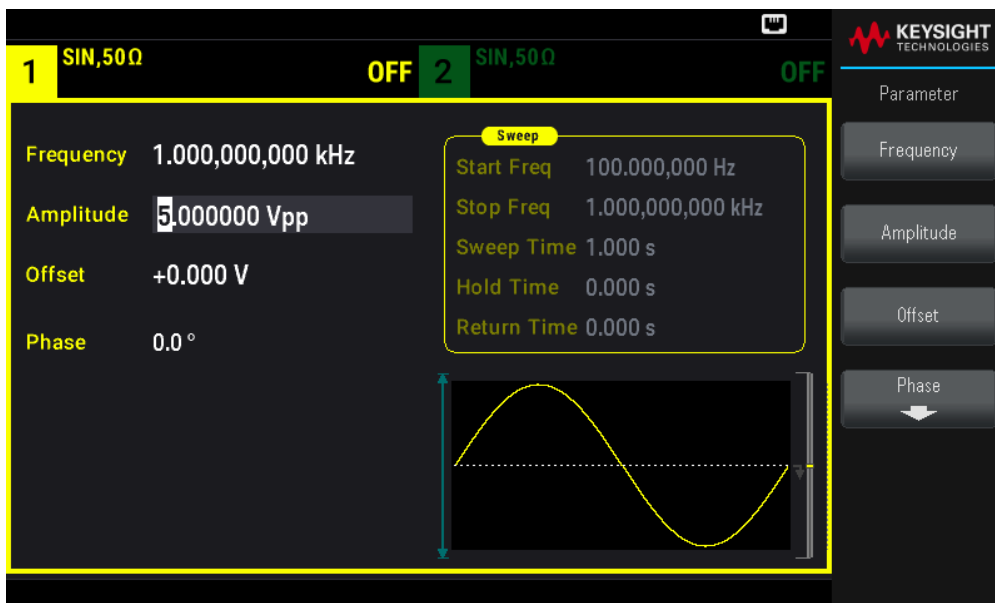 KEYSIGHT
TECHNOLOGIES
1 SIN,50Ω OFF 2 SIN,50Ω OFF
Parameter
Frequency 1.000,000,000 kHz
Amplitude 5.000000 Vpp
Offset +0.000 V
Phase 0.0 °
Sweep
Start Freq 100.000,000 Hz
Stop Freq 1.000,000,000 kHz
Sweep Time 1.000 s
Hold Time 0.000 s
Return Time 0.000 s
Frequency
Amplitude
Offset
Phase